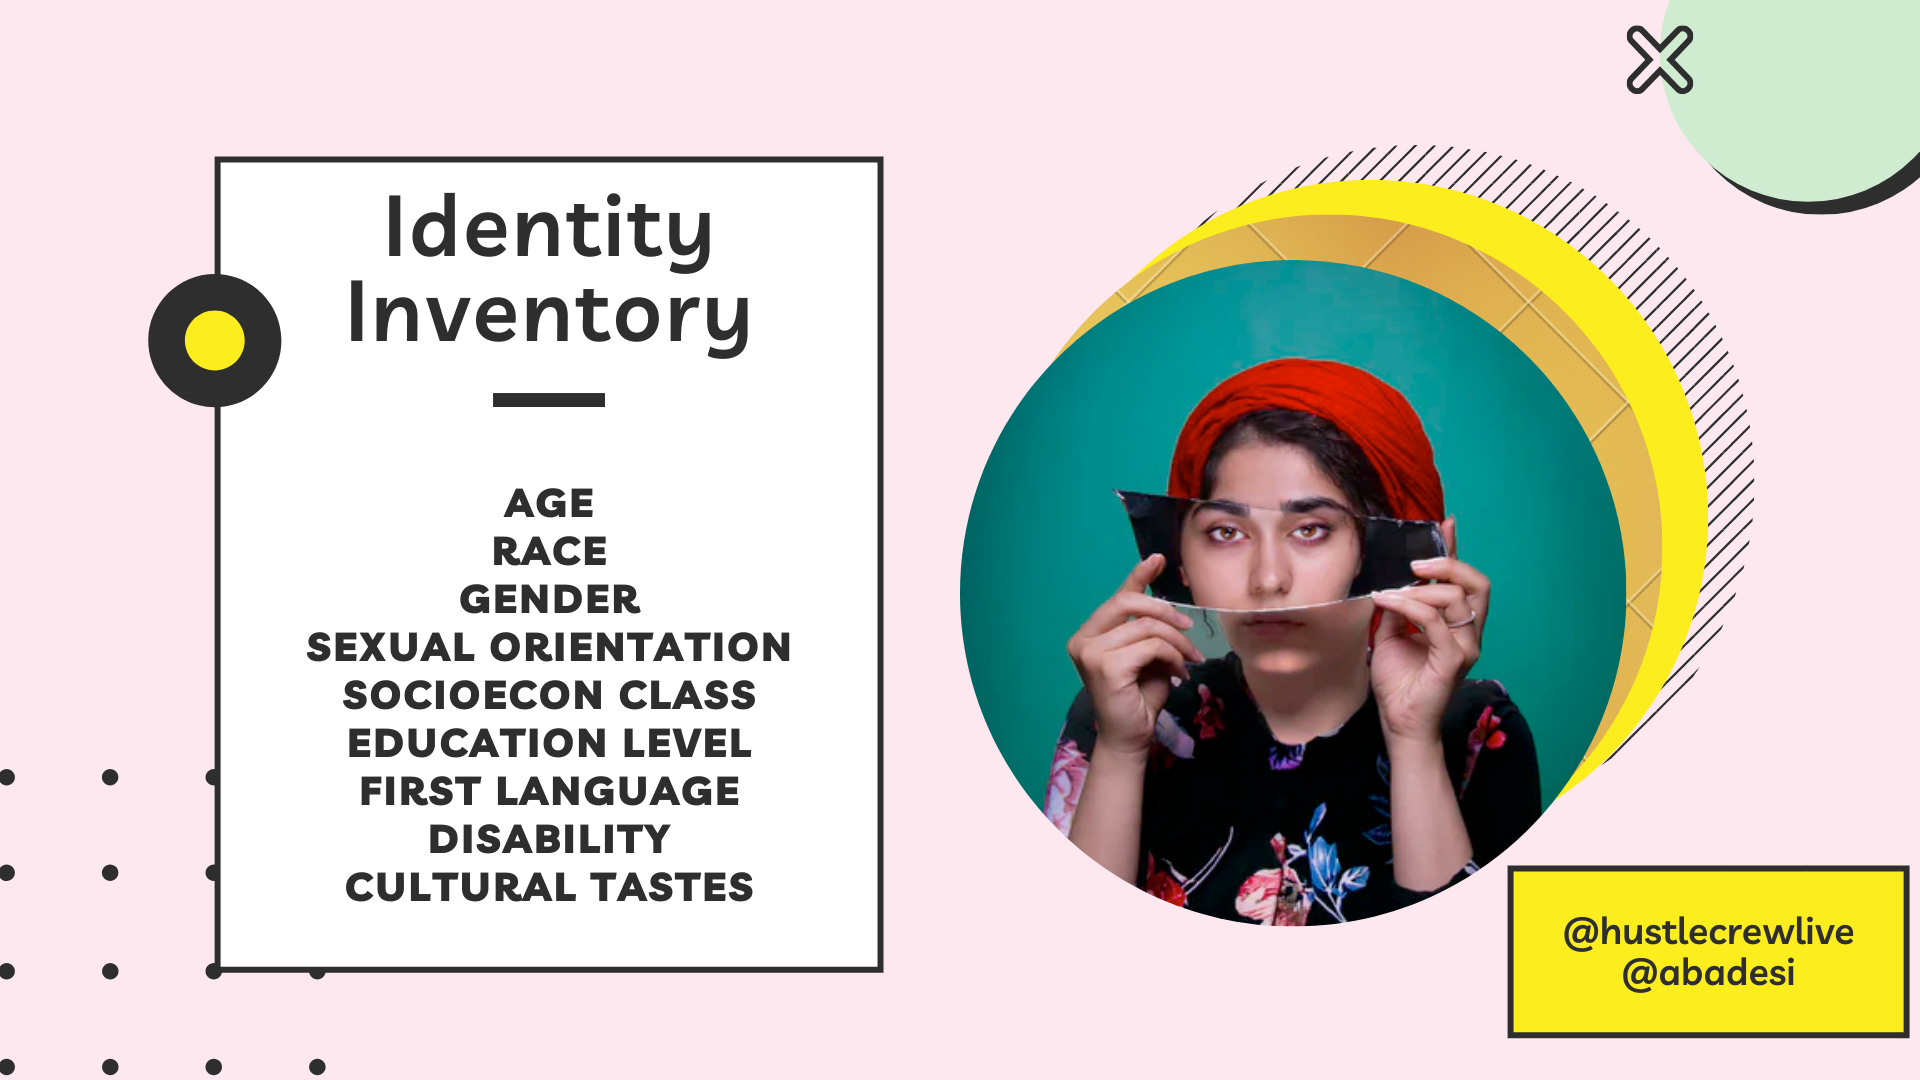 Identity
Inventory
AGE
RACE
GENDER
SEXUAL ORIENTATION
SOCIOECON CLASS
EDUCATION LEVEL
FIRST LANGUAGE
DISABILITY
CULTURAL TASTES
@hustlecrewlive
@abadesi